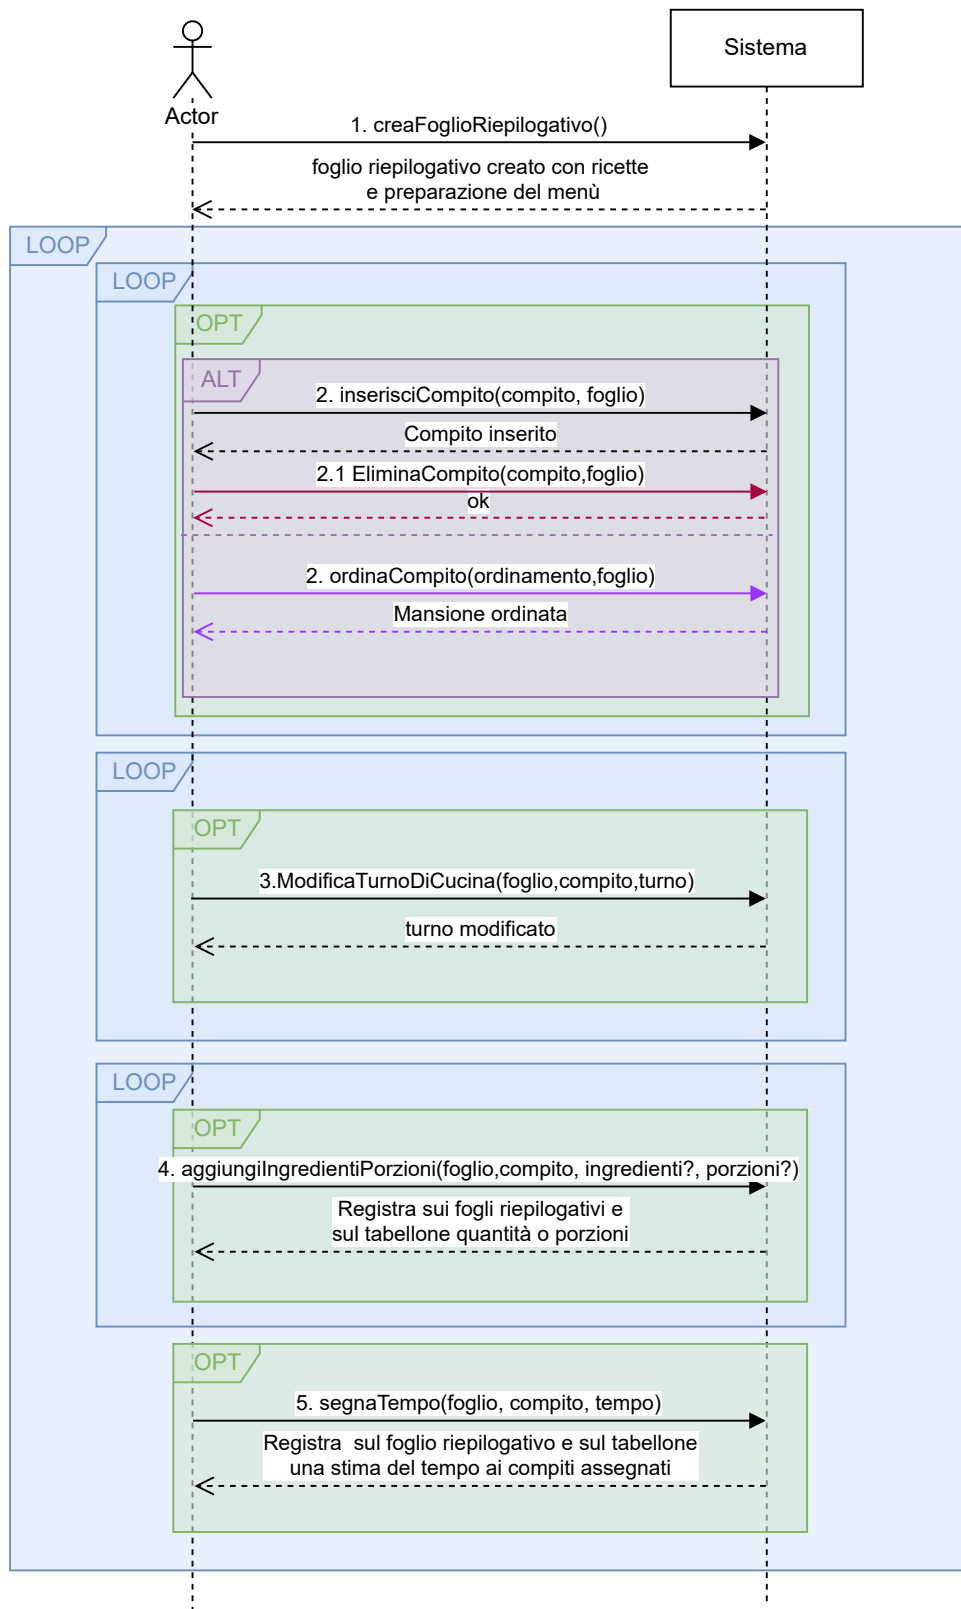 Sistema
Actor
1. creaFoglioRiepilogativo()
foglio riepilogativo creato con ricette
e preparazione del menù
LOOP
LOOP
OPT
ALT
2. inserisciCompito(compito, foglio)
Compito inserito
2.1 EliminaCompito(compito,foglio)
ok
2. ordinaCompito(ordinamento,foglio)
Mansione ordinata
LOOP
OPT
3.ModificaTurnoDiCucina(foglio,compito,turno)
turno modificato
LOOP
OPT
4. aggiungiIngredientiPorzioni(foglio,compito, ingredienti?, porzioni?)
Registra sui fogli riepilogativi e
sul tabellone quantità o porzioni
OPT
5. segnaTempo(foglio, compito, tempo)
Registra  sul foglio riepilogativo e sul tabellone
una stima del tempo ai compiti assegnati